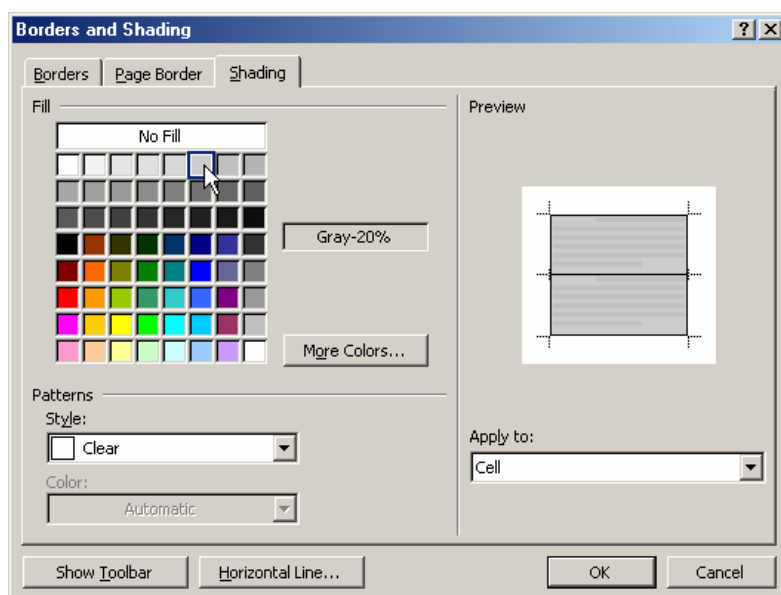 Borders and Shading
Borders Page Border Shading
Fill
No Fill
Gray-20%
More Colors...
Patterns
Style:
Clear
Color:
Automatic
Preview
Apply to:
Cell
Show Toolbar Horizontal Line... OK Cancel